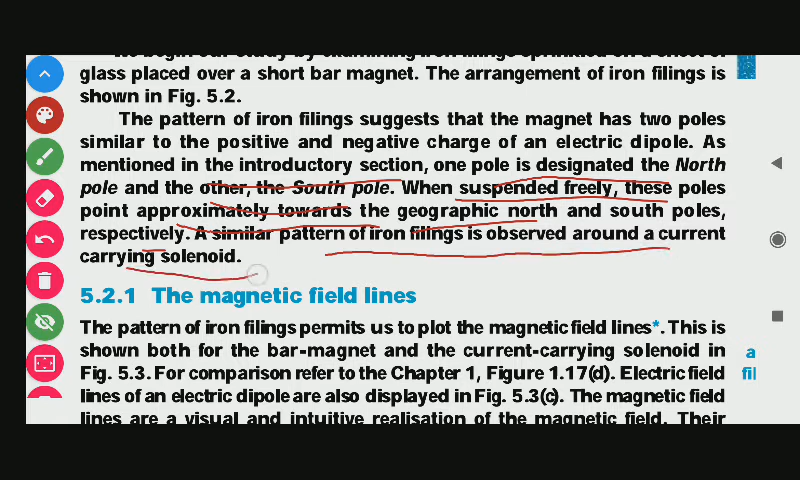 glass placed over a short bar magnet. The arrangement of iron filings is
shown in Fig. 5.2.
The pattern of iron filings suggests that the magnet has two poles
similar to the positive and negative charge of an electric dipole. As
mentioned in the introductory section, one pole is designated the North
pole and the other, the South pole. When suspended freely, these poles
point approximately towards the geographic north and south poles,
respectively. A similar pattern of iron filings is observed around a current
carrying solenoid.
5.2.1 The magnetic field lines
The pattern of iron filings permits us to plot the magnetic field lines*. This is
shown both for the bar-magnet and the current-carrying solenoid in
Fig. 5.3. For comparison refer to the Chapter 1, Figure 1.17(d). Electric field
lines of an electric dipole are also displayed in Fig. 5.3(c). The magnetic field
lines are a visual and intuitive realisation of the magnetic field. Their
a
fil